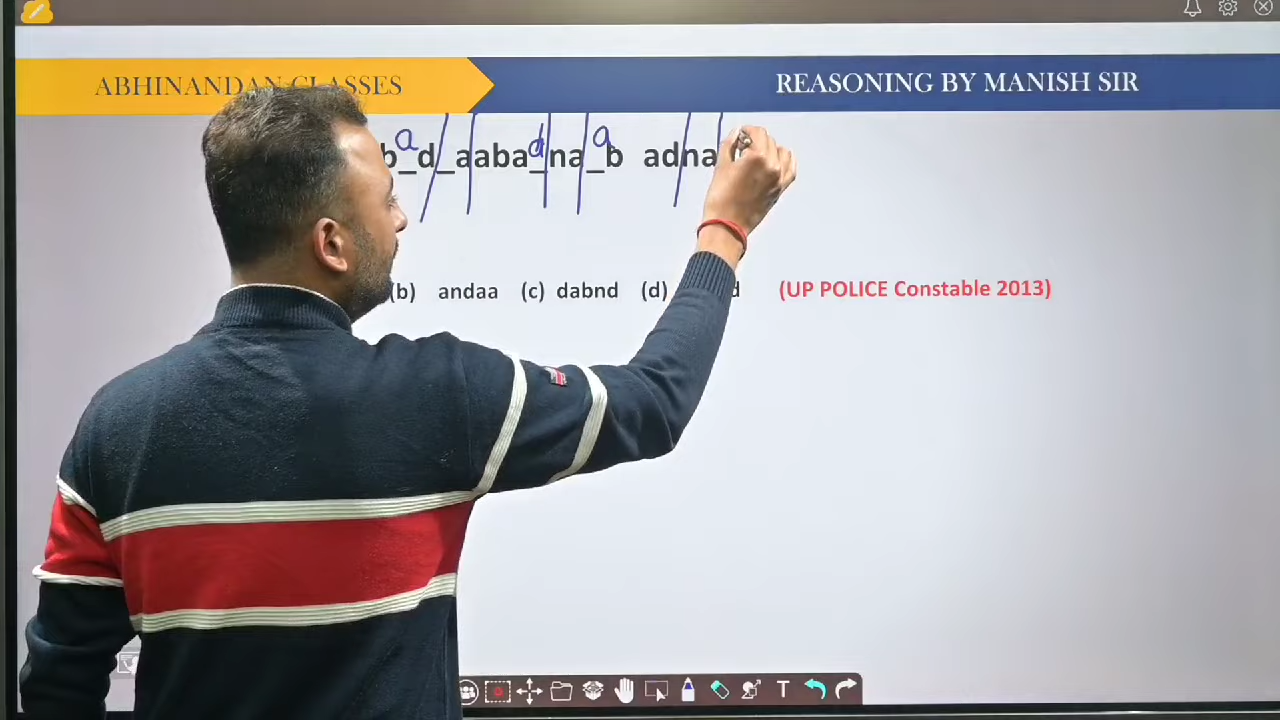 ABHINANDAN CLASSES
REASONING BY MANISH SIR
a d a
b_d_aaba_na_b adna
(b) andaa (c) dabnd (d) d (UP POLICE Constable 2013)
T